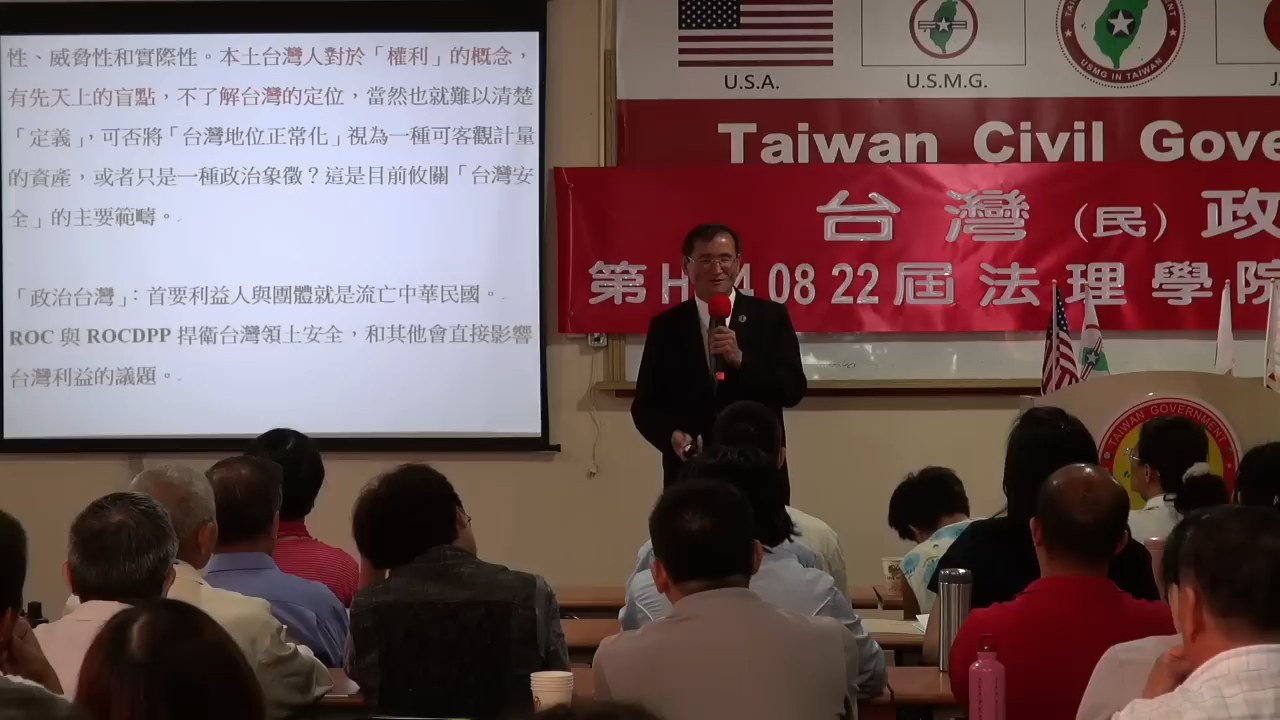 性、威脅性和實際性。本土台灣人對於「權利」的概念，
有先天上的盲點，不了解台灣的定位，當然也就難以清楚
「定義」，可否將「台灣地位正常化」視為一種可客觀計量
的資產，或者只是一種政治象徵？這是目前攸關「台灣安
全」的主要範疇。
「政治台灣」：首要利益人與團體就是流亡中華民國。
ROC 與 ROCDPP 捍衛台灣領土安全，和其他會直接影響
台灣利益的議題。
U.S.A.
U.S.M.G.
USMG IN TAIWAN
J
Taiwan Civil Gove
台灣（民）政
第H 4 08 22屆法理學院
TAIWAN GOVERNMENT